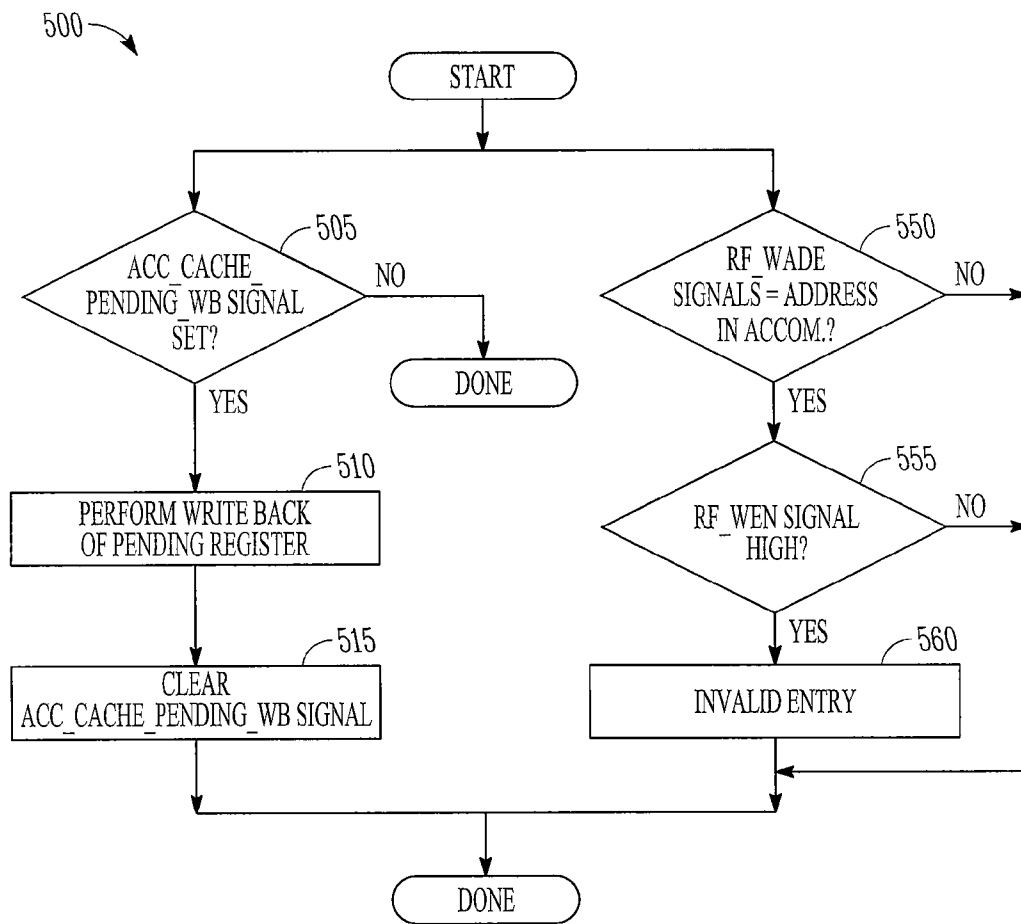 500
START
505
ACC_CACHE_
PENDING_WB SIGNAL
SET?
NO
YES
DONE
510
PERFORM WRITE BACK
OF PENDING REGISTER
515
CLEAR
ACC_CACHE_PENDING_WB SIGNAL
550
RF_WADE
SIGNALS = ADDRESS
IN ACCOM.?
NO
YES
555
RF_WEN SIGNAL
HIGH?
NO
YES
560
INVALID ENTRY
DONE